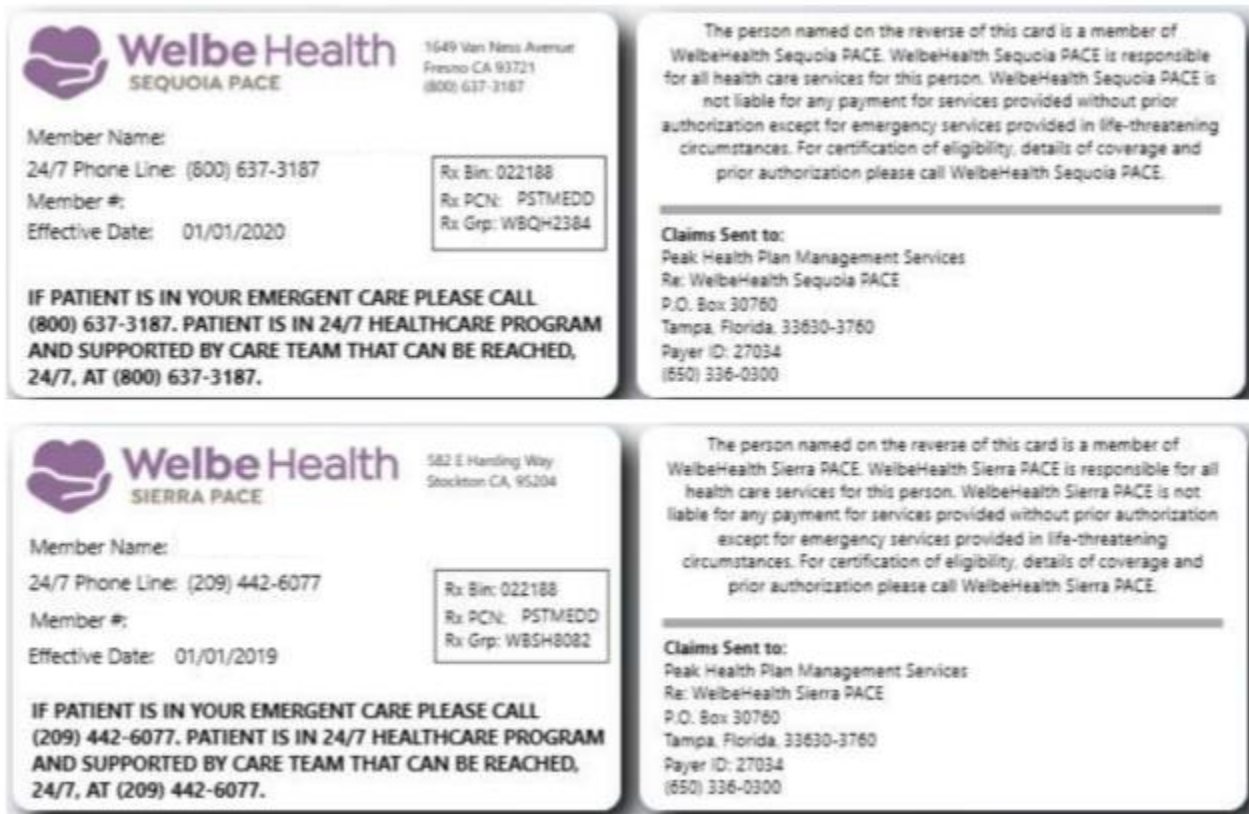 Welbe Health
SEQUOIA PACE
1649 Van Ness Avenue
Fresno CA 93721
(800) 637-3187
Member Name:
24/7 Phone Line: (800) 637-3187
Member #:
Effective Date: 01/01/2020
Rx Bin: 022188
Rx PCN: PSTMEDD
Rx Grp: WBQH2384
IF PATIENT IS IN YOUR EMERGENT CARE PLEASE CALL
(800) 637-3187. PATIENT IS IN 24/7 HEALTHCARE PROGRAM
AND SUPPORTED BY CARE TEAM THAT CAN BE REACHED,
24/7, AT (800) 637-3187.
The person named on the reverse of this card is a member of
WelbeHealth Sequoia PACE. WelbeHealth Sequoia PACE is responsible
for all health care services for this person. WelbeHealth Sequoia PACE is
not liable for any payment for services provided without prior
authorization except for emergency services provided in life-threatening
circumstances. For certification of eligibility, details of coverage and
prior authorization please call WelbeHealth Sequoia PACE.
Claims Sent to:
Peak Health Plan Management Services
Re: WelbeHealth Sequoia PACE
P.O. Box 30760
Tampa, Florida, 33630-3760
Payer ID: 27034
(650) 336-0300
Welbe Health
SIERRA PACE
582 E Harding Way
Stockton CA, 95204
Member Name:
24/7 Phone Line: (209) 442-6077
Member #:
Effective Date: 01/01/2019
Rx Bin: 022188
Rx PCN: PSTMEDD
Rx Grp: WBSH8082
IF PATIENT IS IN YOUR EMERGENT CARE PLEASE CALL
(209) 442-6077. PATIENT IS IN 24/7 HEALTHCARE PROGRAM
AND SUPPORTED BY CARE TEAM THAT CAN BE REACHED,
24/7, AT (209) 442-6077.
The person named on the reverse of this card is a member of
WelbeHealth Sierra PACE. WelbeHealth Sierra PACE is responsible for all
health care services for this person. WelbeHealth Sierra PACE is not
liable for any payment for services provided without prior authorization
except for emergency services provided in life-threatening
circumstances. For certification of eligibility, details of coverage and
prior authorization please call WelbeHealth Sierra PACE.
Claims Sent to:
Peak Health Plan Management Services
Re: WelbeHealth Sierra PACE
P.O. Box 30760
Tampa, Florida, 33630-3760
Payer ID: 27034
(650) 336-0300